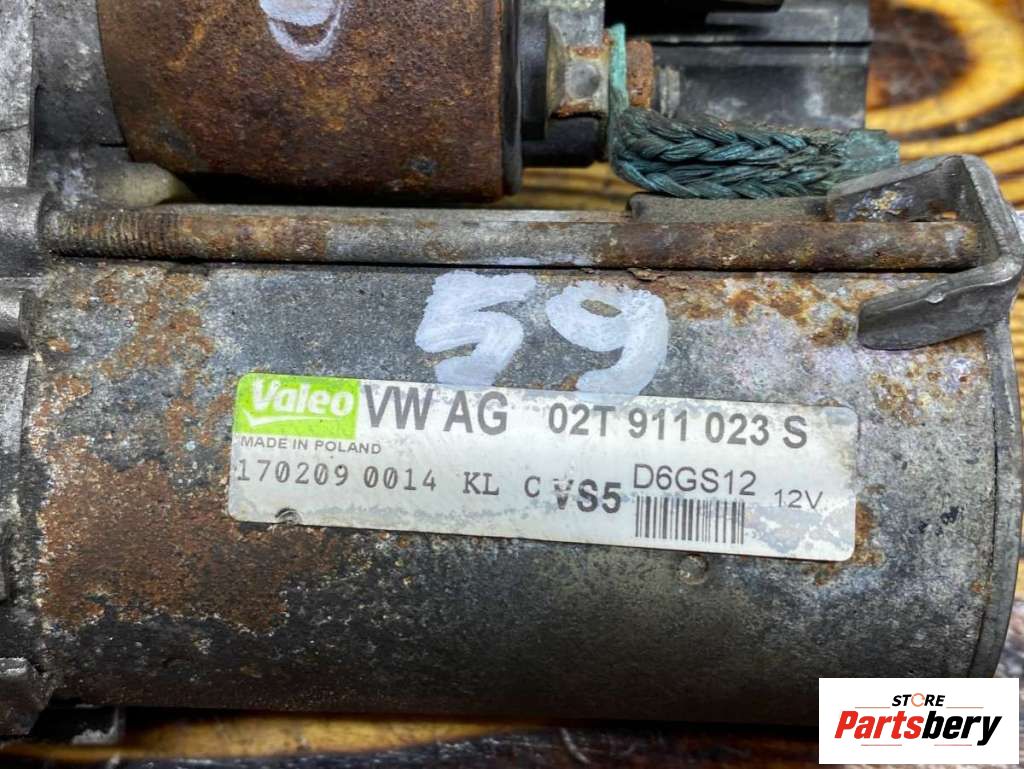 59
Valeo VW AG 02T 911 023 S
MADE IN POLAND
170209 0014 KL C VS5 D6GS12 12V
STORE
Partsbery